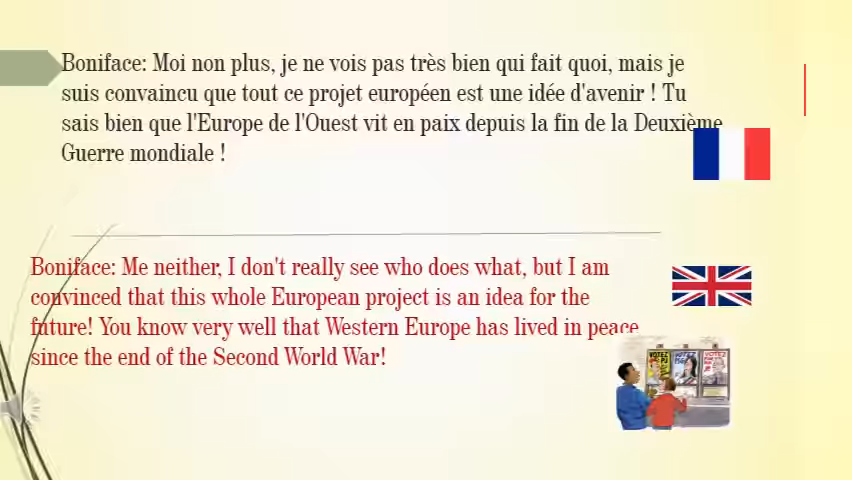 Boniface: Moi non plus, je ne vois pas très bien qui fait quoi, mais je
suis convaincu que tout ce projet européen est une idée d'avenir ! Tu
sais bien que l'Europe de l'Ouest vit en paix depuis la fin de la Deuxième
Guerre mondiale !
Boniface: Me neither, I don't really see who does what, but I am
convinced that this whole European project is an idea for the
future! You know very well that Western Europe has lived in peace
since the end of the Second World War!
VOTEZ VOTEZ VOTEZ